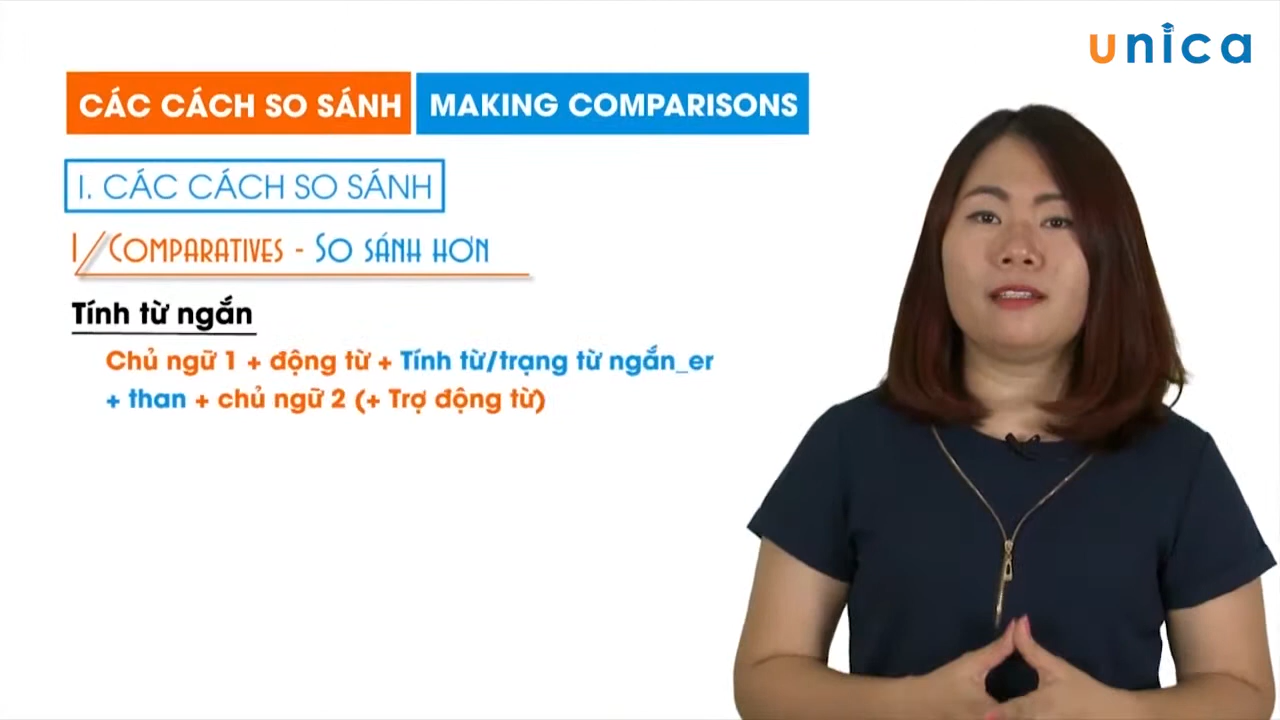 unica
CÁC CÁCH SO SÁNH MAKING COMPARISONS
I. CÁC CÁCH SO SÁNH
1/ COMPARATIVES - SO SÁNH HƠN
Tính từ ngắn
Chủ ngữ 1 + động từ + Tính từ/trạng từ ngắn_er
+ than + chủ ngữ 2 (+ Trợ động từ)